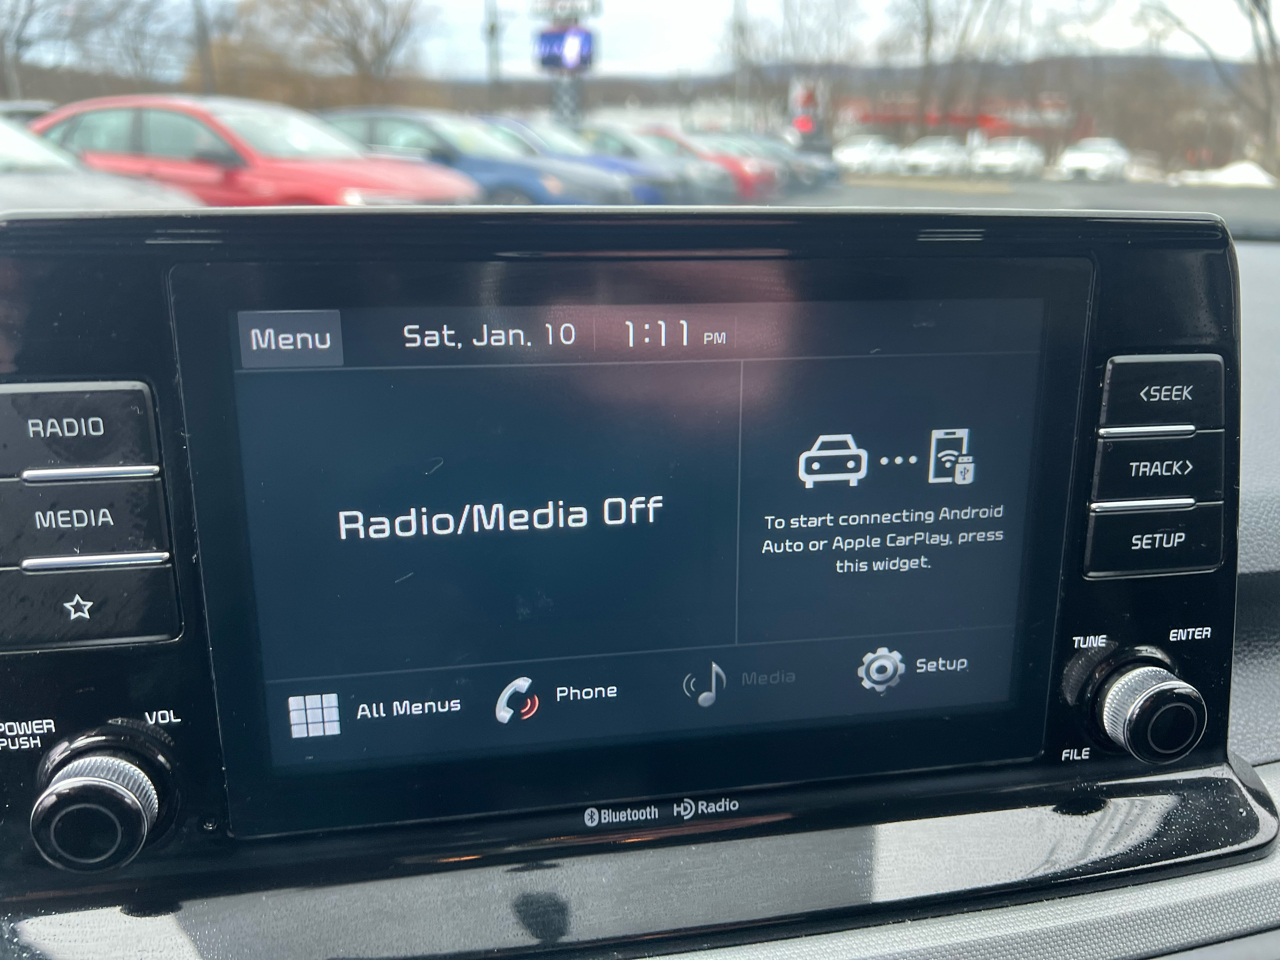 Menu
Sat, Jan. 10
1:11 PM
RADIO
MEDIA
Radio/Media Off
To start connecting Android
Auto or Apple CarPlay, press
this widget.
<SEEK
TRACK>
SETUP
All Menus
Phone
Media
Setup
POWER
PUSH
VOL
TUNE
ENTER
FILE
Bluetooth
HD Radio